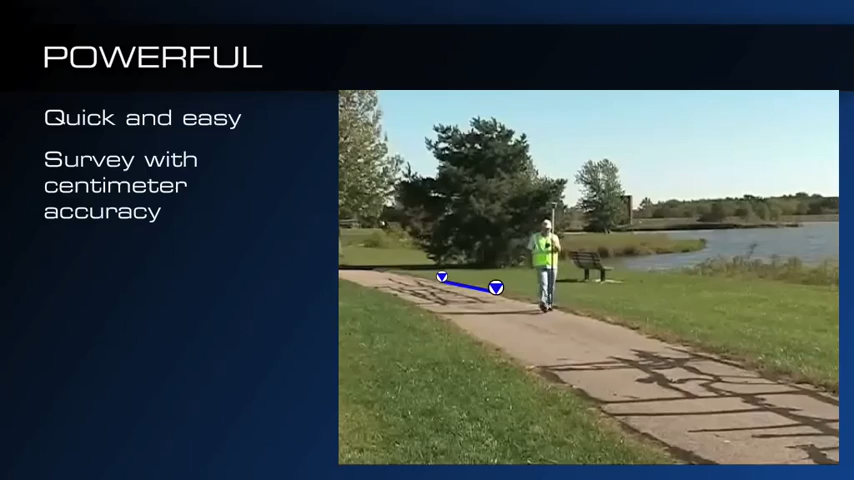 POWERFUL
Quick and easy
Survey with
centimeter
accuracy